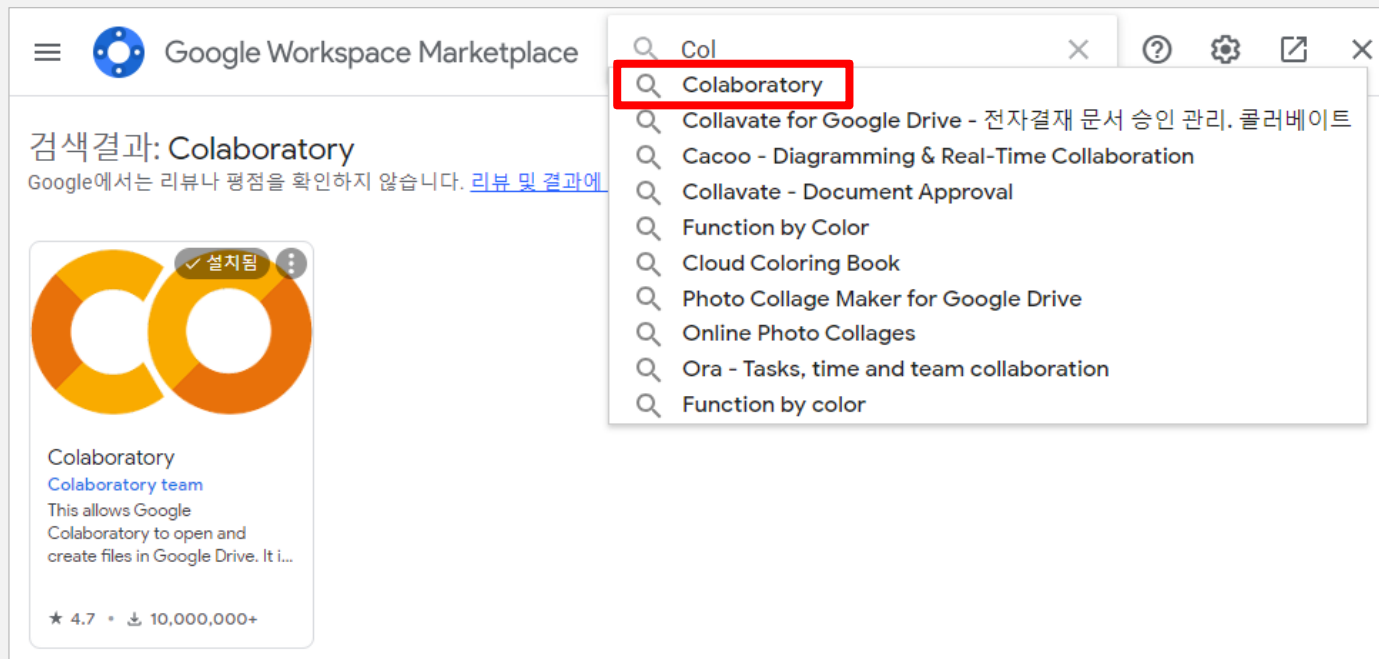 Google Workspace Marketplace
Col
Colaboratory
Collavate for Google Drive - 전자결재 문서 승인 관리. 콜러베이트
Cacoo - Diagramming & Real-Time Collaboration
Collavate - Document Approval
Function by Color
Cloud Coloring Book
Photo Collage Maker for Google Drive
Online Photo Collages
Ora - Tasks, time and team collaboration
Function by color
검색결과: Colaboratory
Google에서는 리뷰나 평점을 확인하지 않습니다. 리뷰 및 결과에
설치됨
Colaboratory
Colaboratory team
This allows Google
Colaboratory to open and
create files in Google Drive. It i...
★ 4.7 • 10,000,000+